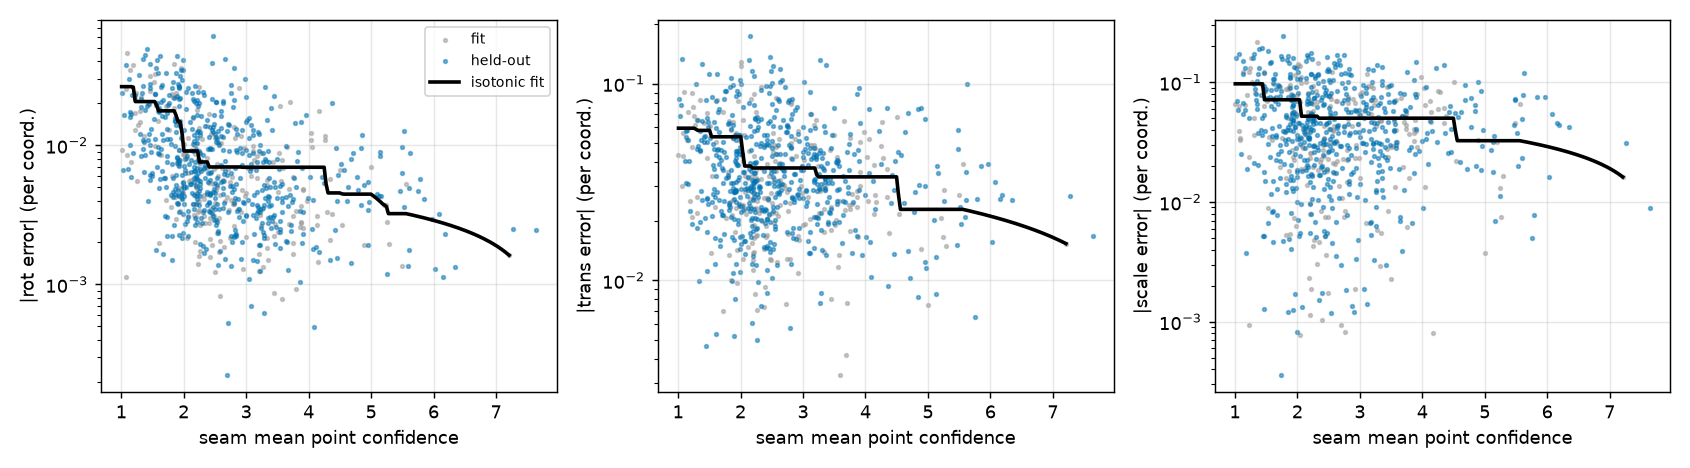 |rot error| (per coord.)
10⁻²
10⁻³
1 2 3 4 5 6 7
seam mean point confidence
fit
held-out
isotonic fit
|trans error| (per coord.)
10⁻¹
10⁻²
1 2 3 4 5 6 7
seam mean point confidence
|scale error| (per coord.)
10⁻¹
10⁻²
10⁻³
1 2 3 4 5 6 7
seam mean point confidence